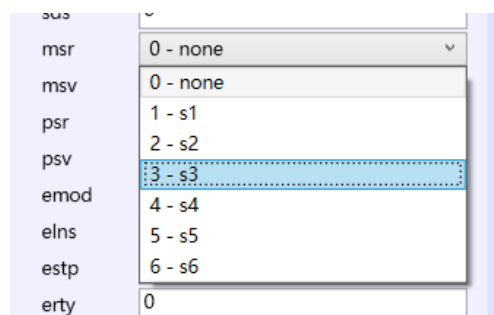 msr 0 - none
msv 0 - none
1 - s1
psr 2 - s2
psv 3 - s3
emod 4 - s4
elns 5 - s5
estp 6 - s6
erty 0